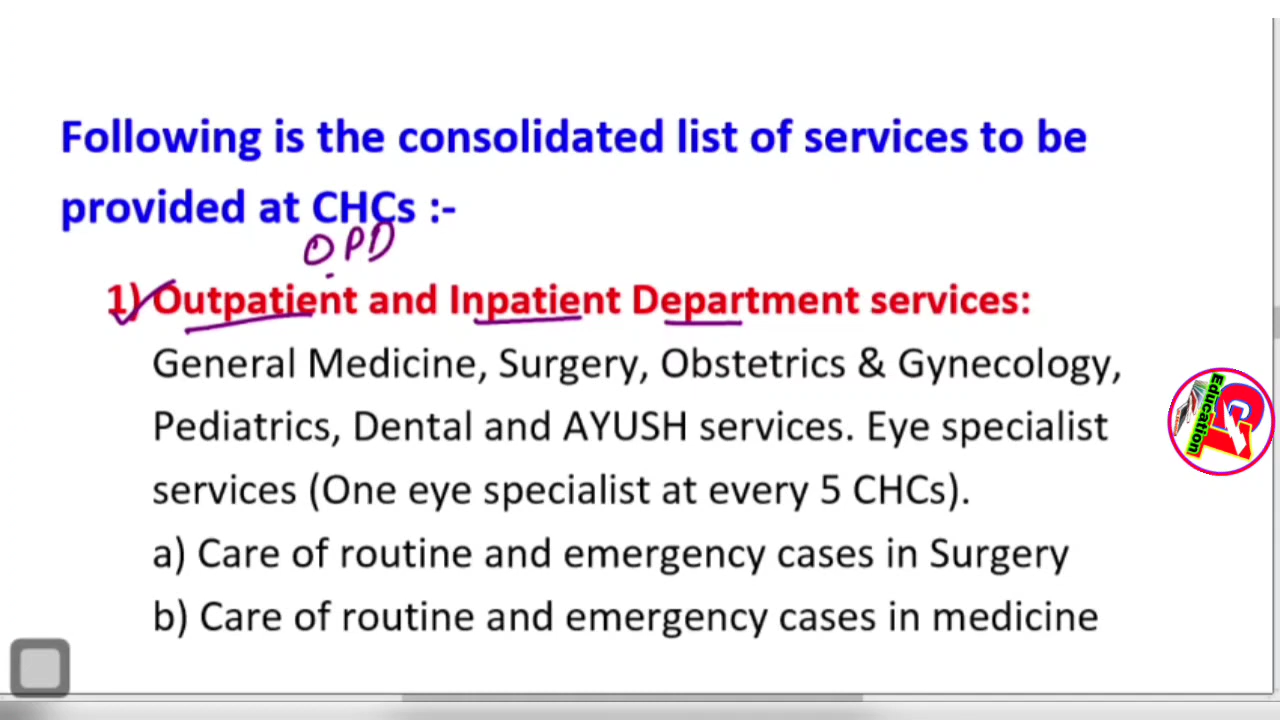 Following is the consolidated list of services to be
provided at CHCs :-
OPD
1) Outpatient and Inpatient Department services:
General Medicine, Surgery, Obstetrics & Gynecology,
Pediatrics, Dental and AYUSH services. Eye specialist
services (One eye specialist at every 5 CHCs).
a) Care of routine and emergency cases in Surgery
b) Care of routine and emergency cases in medicine
Education